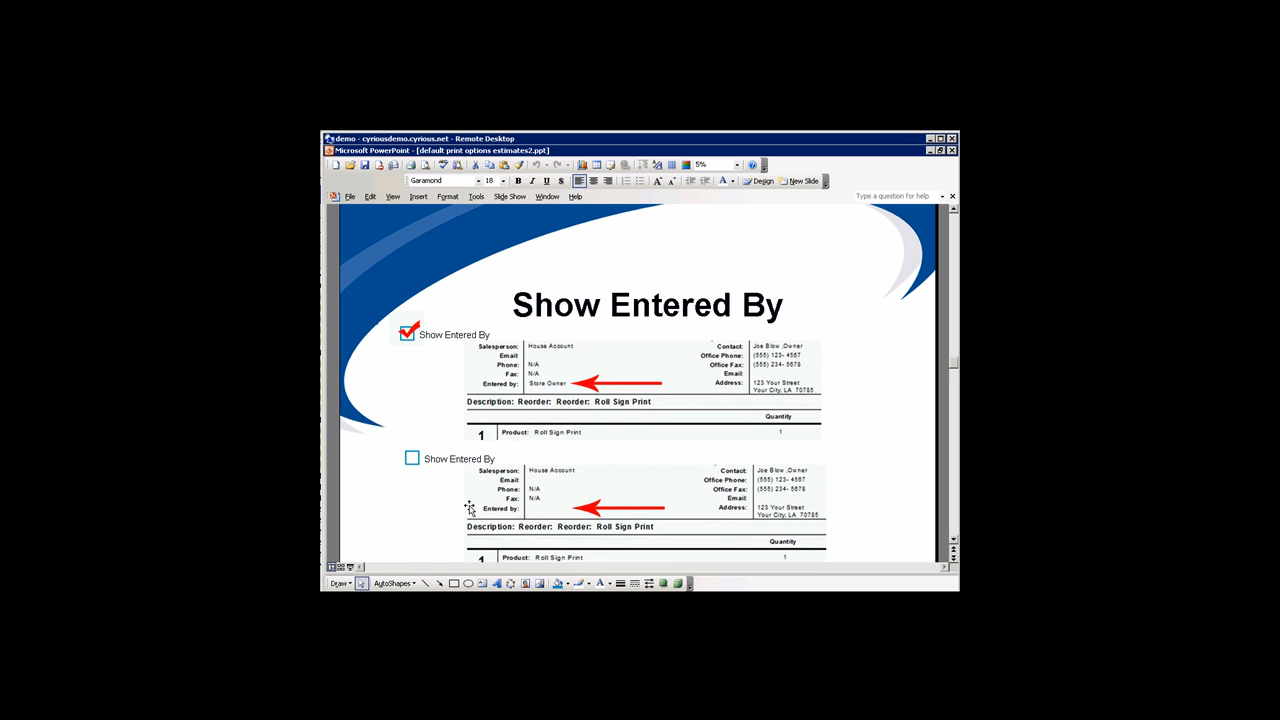 demo - cyriousdemo.cyrious.net - Remote Desktop
Microsoft PowerPoint - [default print options estimates2.ppt]
5%
Garamond 18 B I U S A A A Design New Slide
File Edit View Insert Format Tools Slide Show Window Help Type a question for help
Show Entered By
Show Entered By
Salesperson: House Account Contact: Joe Blow ,Owner
Email: Office Phone: (555) 123- 4567
Phone: N/A Office Fax: (555) 234- 5678
Fax: N/A Email:
Entered by: Store Owner Address: 123 Your Street
Your City, LA 70785
Description: Reorder: Reorder: Roll Sign Print
Quantity
1 Product: Roll Sign Print 1
Show Entered By
Salesperson: House Account Contact: Joe Blow ,Owner
Email: Office Phone: (555) 123- 4567
Phone: N/A Office Fax: (555) 234- 5678
Fax: N/A Email:
Entered by: Address: 123 Your Street
Your City, LA 70785
Description: Reorder: Reorder: Roll Sign Print
Quantity
1 Product: Roll Sign Print 1
Draw AutoShapes A